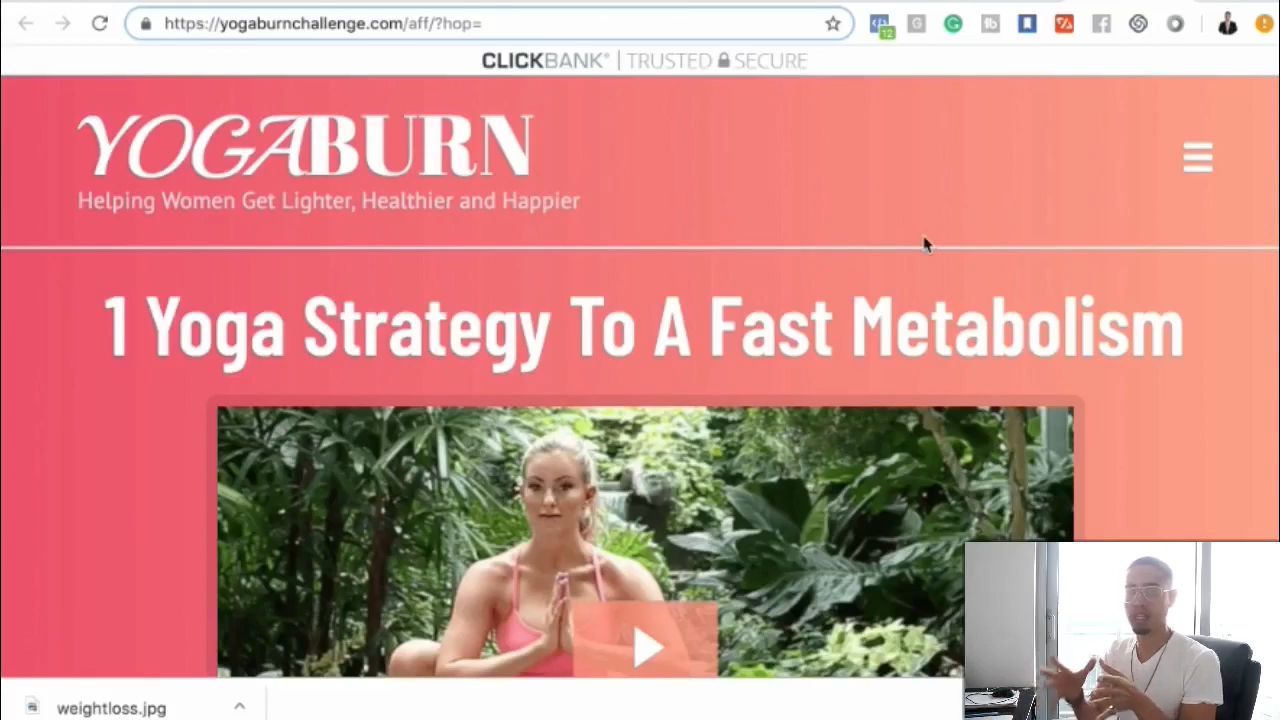 https://yogaburnchallenge.com/aff/?hop=
12
CLICKBANK® | TRUSTED SECURE
YOGABURN
Helping Women Get Lighter, Healthier and Happier
1 Yoga Strategy To A Fast Metabolism
weightloss.jpg